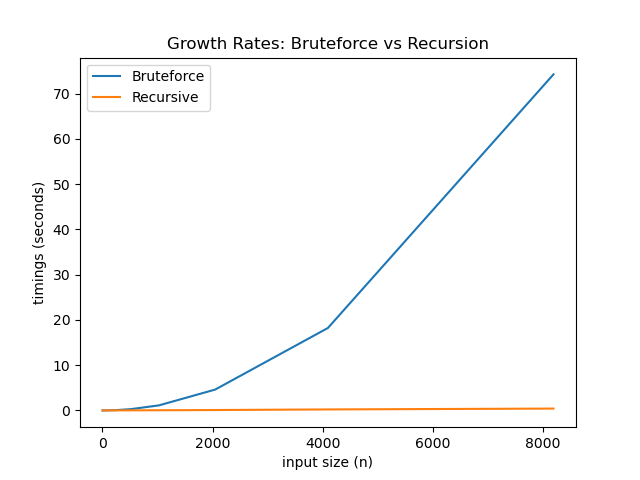 Growth Rates: Bruteforce vs Recursion
Bruteforce
Recursive
timings (seconds)
70
60
50
40
30
20
10
0
0 2000 4000 6000 8000
input size (n)